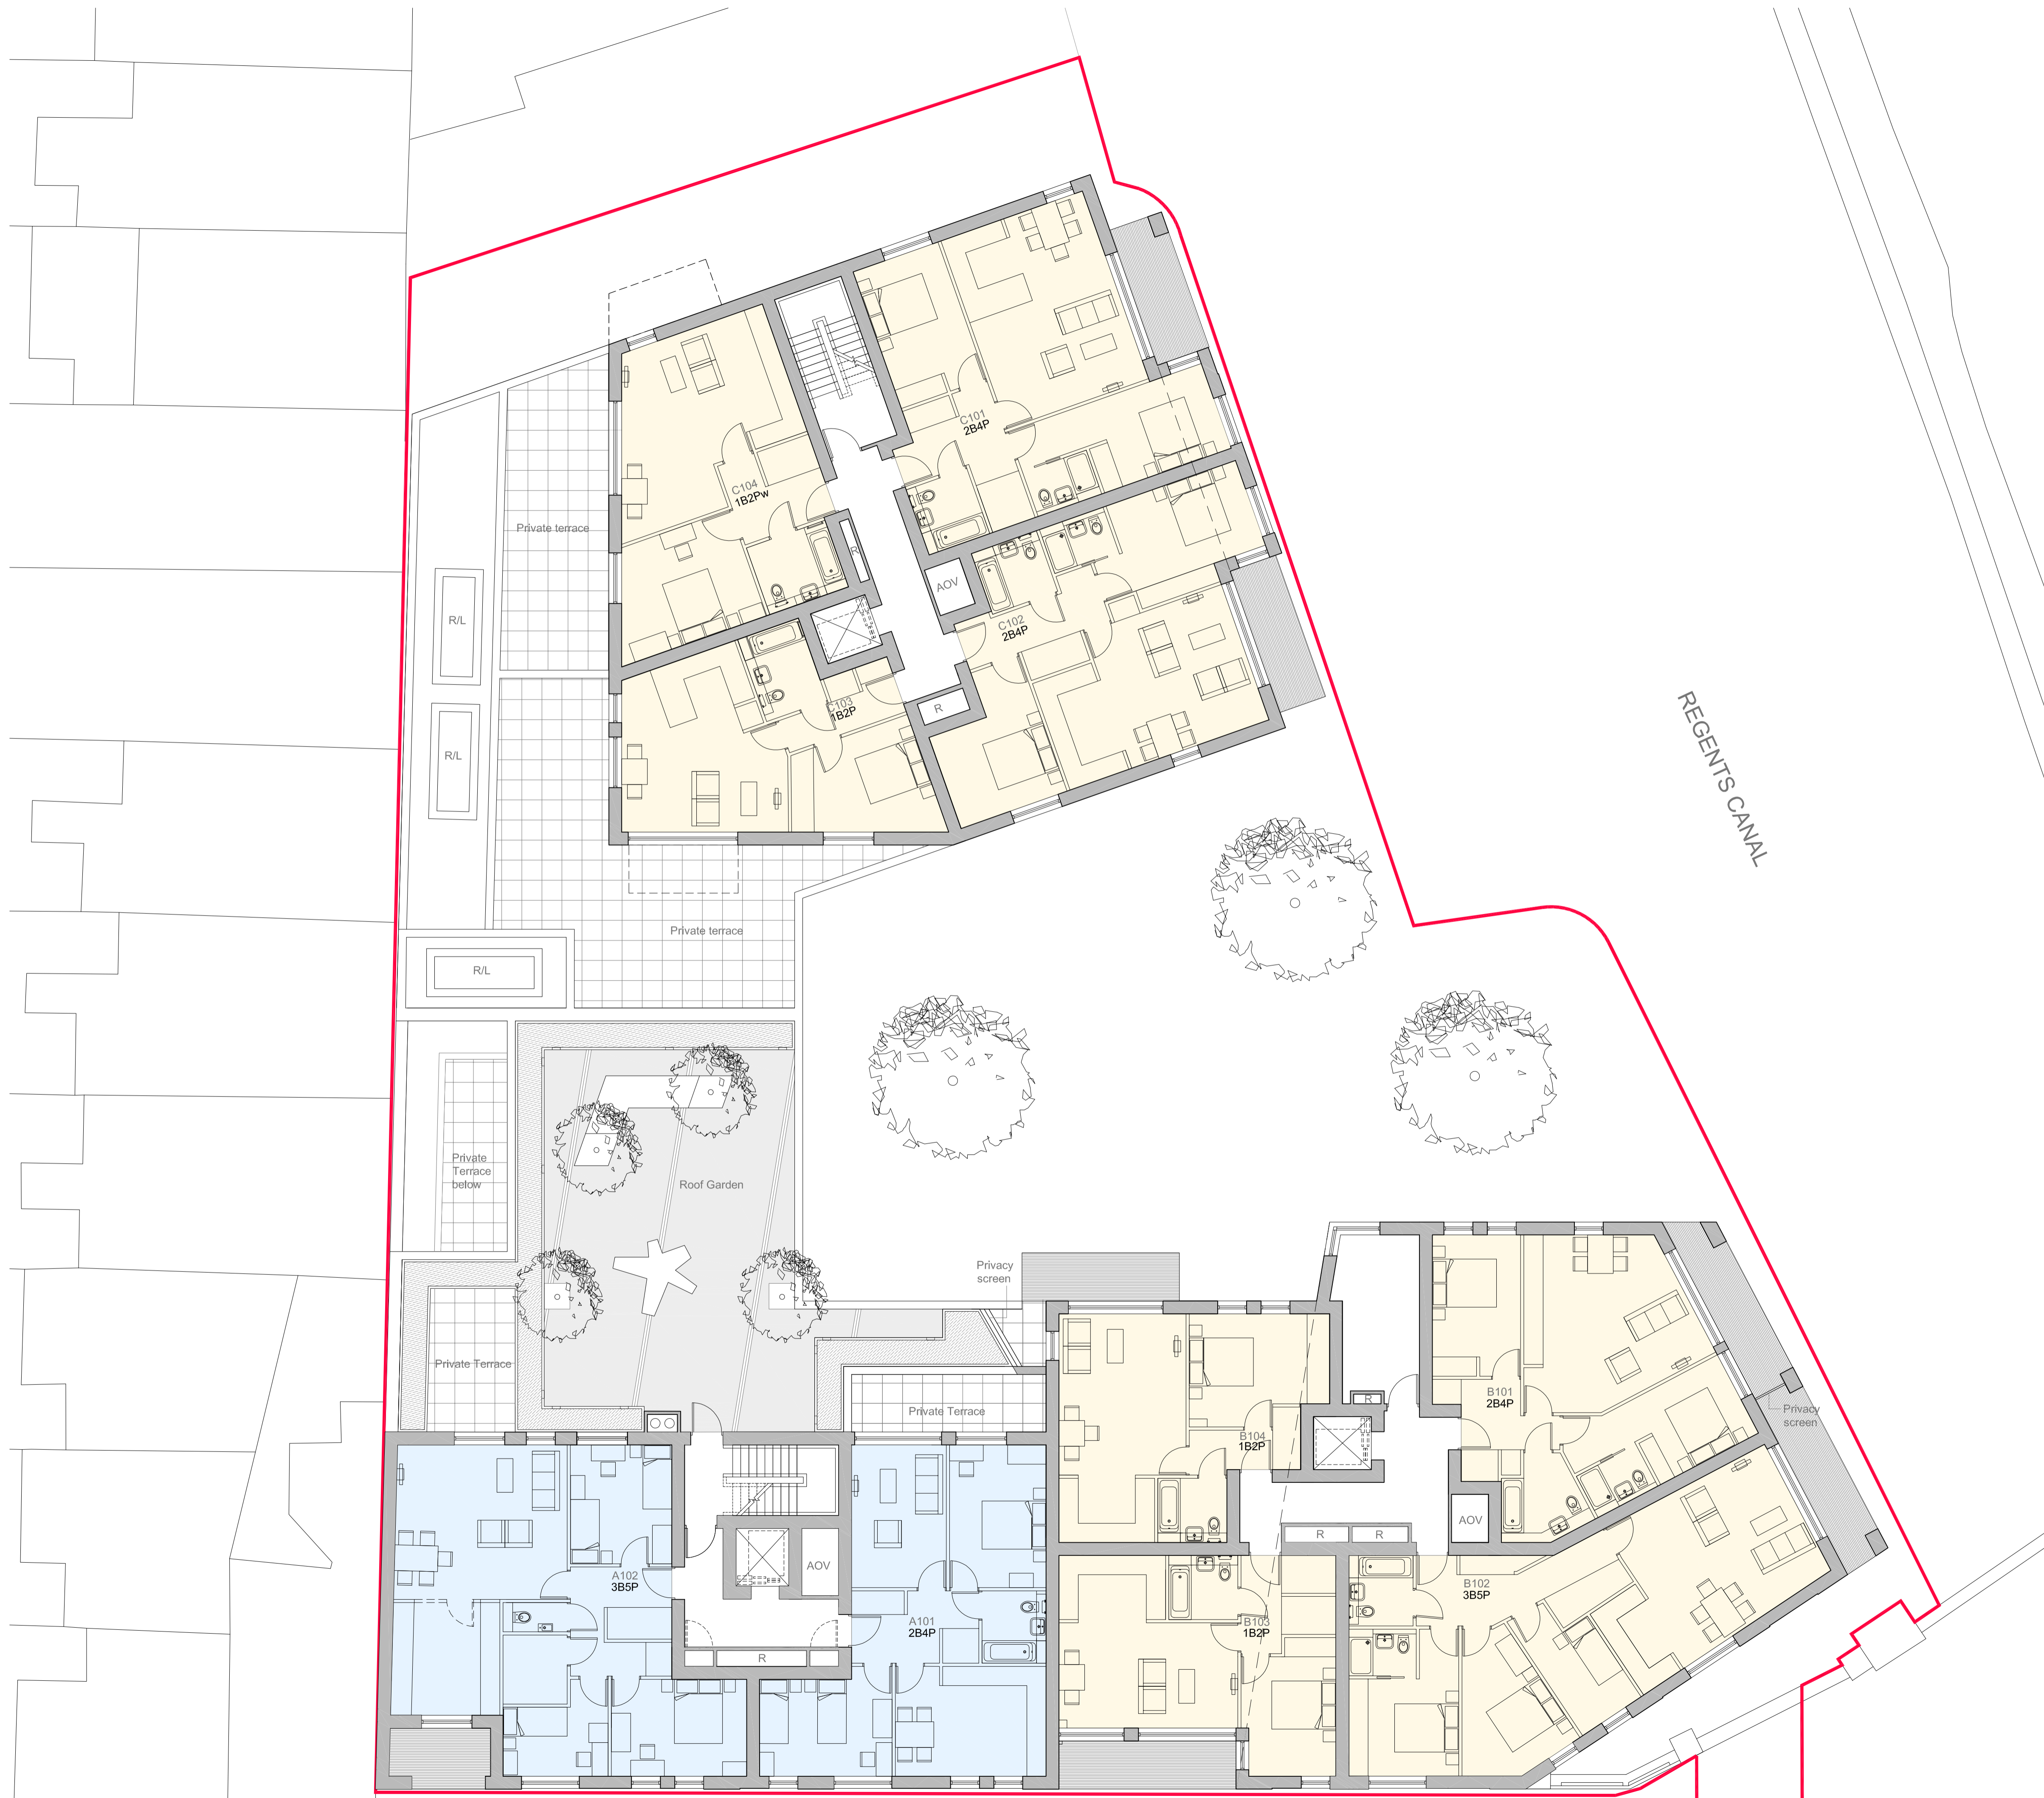 C101
2B4P
C104
1B2Pw
Private terrace
R
AOV
R/L
C102
2B4P
C103
1B2P
R
R/L
REGENTS CANAL
Private terrace
R/L
Private
Terrace
below
Roof Garden
Privacy
screen
Private Terrace
Private Terrace
B101
2B4P
R
Privacy
screen
B104
1B2P
AOV
R
R
AOV
A102
3B5P
B102
3B5P
A101
2B4P
B103
1B2P
R